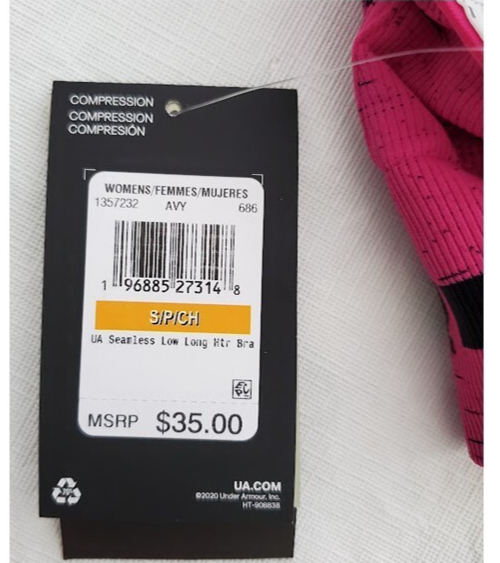 COMPRESSION
COMPRESSION
COMPRESIÓN
WOMENS/FEMMES/MUJERES
1357232 AVY 686
1 96885 27314 8
S/P/CH
UA Seamless Low Long Htr Bra
MSRP $35.00
UA.COM
©2020 Under Armour, Inc.
HT-908838